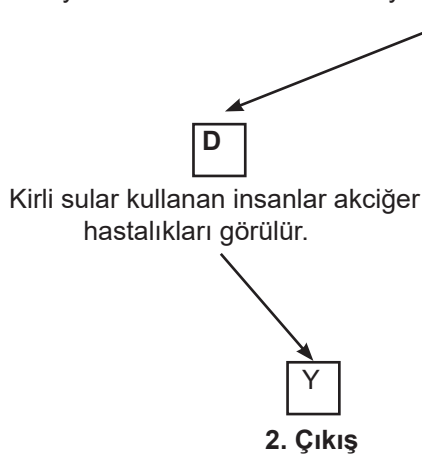 D
Kirli sular kullanan insanlar akciğer
hastalıkları görülür.
Y
2. Çıkış